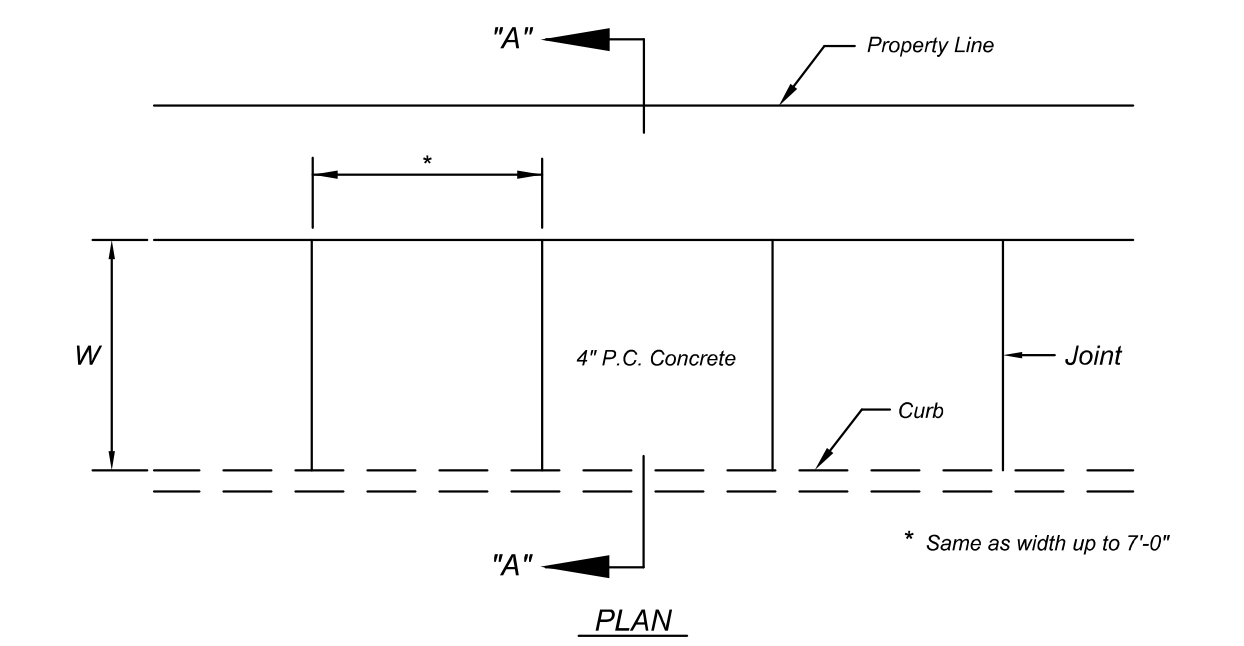 "A"
Property Line
*
W
4" P.C. Concrete
Joint
Curb
* Same as width up to 7'-0"
"A"
PLAN